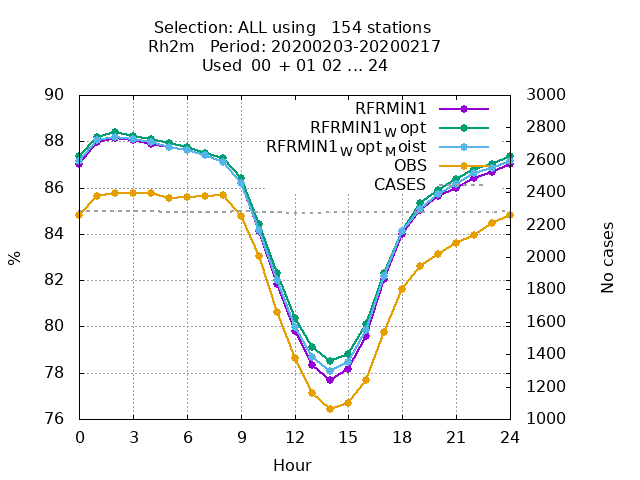 Selection: ALL using   154 stations
Rh2m   Period: 20200203-20200217
Used  00 + 01 02 ... 24
90
88
86
84
82
80
78
76
%
3000
2800
2600
2400
2200
2000
1800
1600
1400
1200
1000
No cases
RFRMIN1
RFRMIN1W opt
RFRMIN1W optM oist
OBS
CASES
0 3 6 9 12 15 18 21 24
Hour